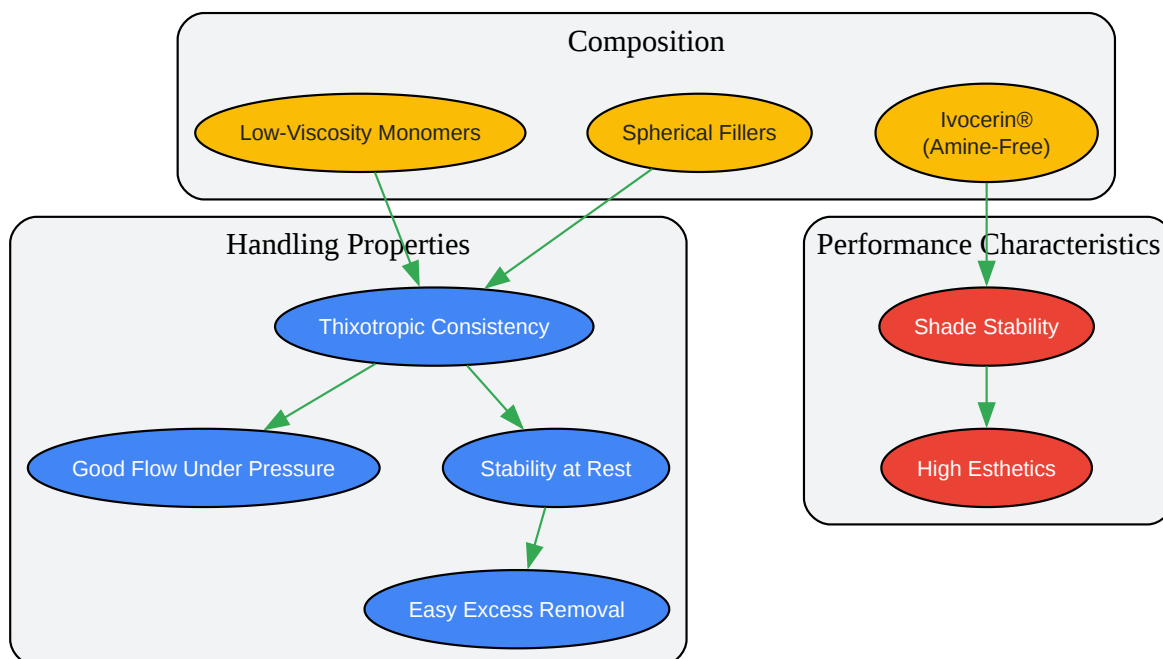 Composition
Low-Viscosity Monomers
Spherical Fillers
Ivocerin®
(Amine-Free)
Handling Properties
Performance Characteristics
Thixotropic Consistency
Shade Stability
Good Flow Under Pressure
Stability at Rest
High Esthetics
Easy Excess Removal